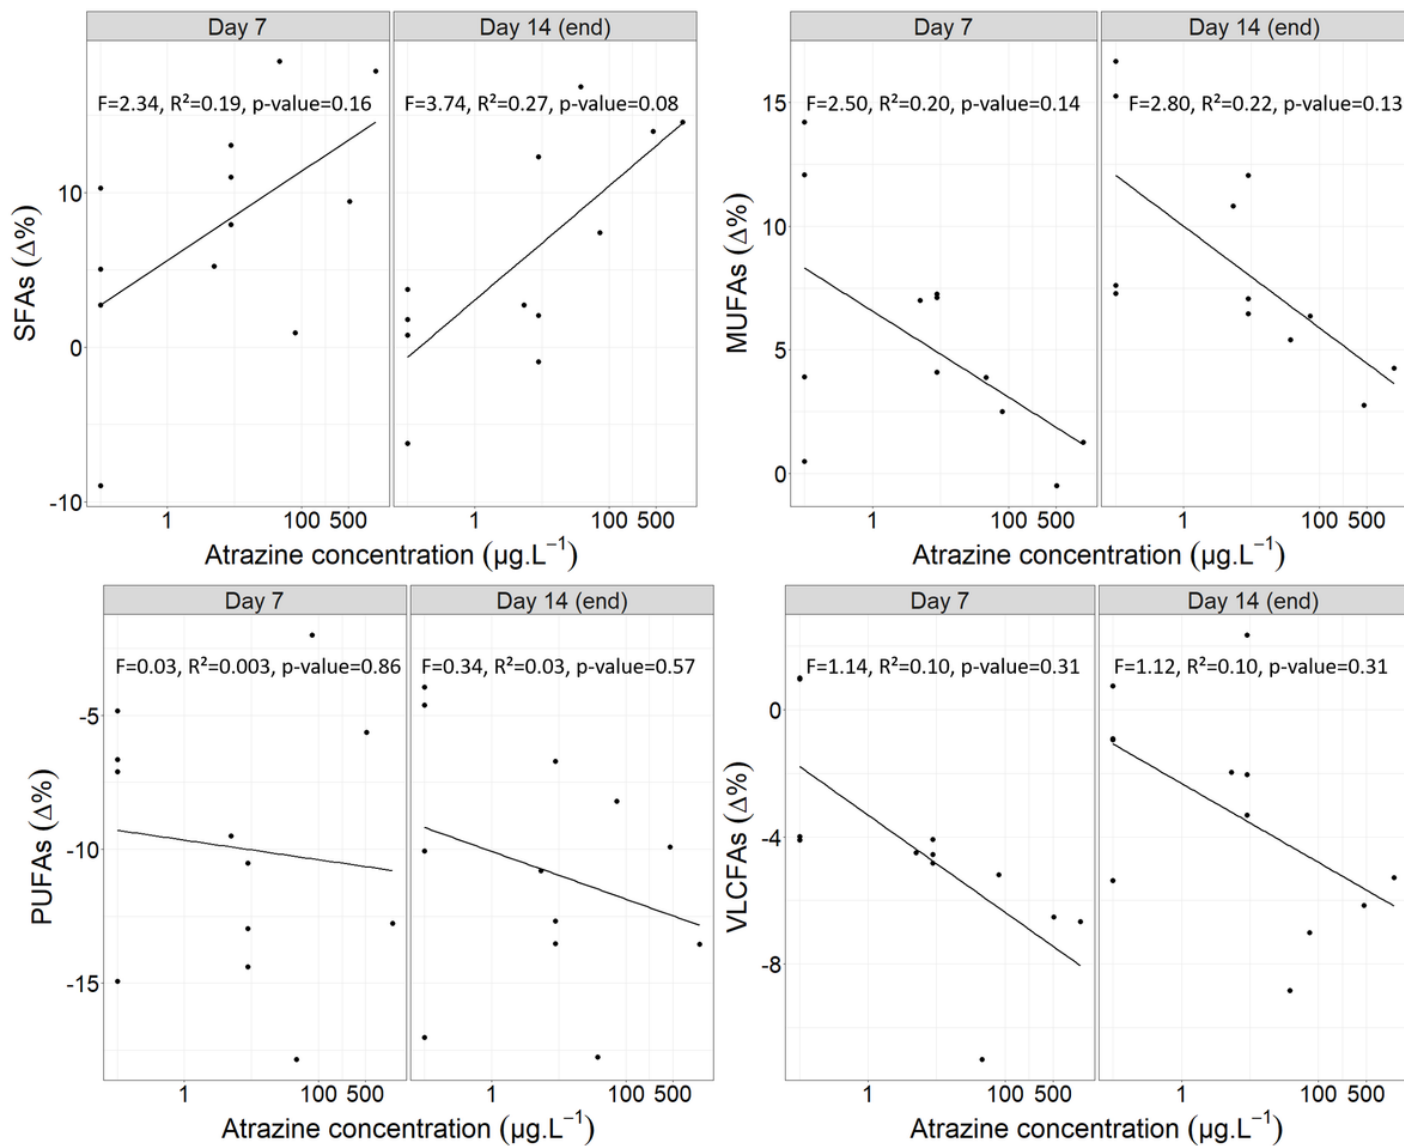 Day 7
Day 14 (end)
F=2.34, R²=0.19, p-value=0.16
F=3.74, R²=0.27, p-value=0.08
10
0
-10
SFAs (Δ%)
1
100
500
1
100
500
Atrazine concentration (µg.L⁻¹)
Day 7
Day 14 (end)
F=2.50, R²=0.20, p-value=0.14
F=2.80, R²=0.22, p-value=0.13
15
10
5
0
MUFAs (Δ%)
1
100
500
1
100
500
Atrazine concentration (µg.L⁻¹)
Day 7
Day 14 (end)
F=0.03, R²=0.003, p-value=0.86
F=0.34, R²=0.03, p-value=0.57
-5
-10
-15
PUFAs (Δ%)
1
100
500
1
100
500
Atrazine concentration (µg.L⁻¹)
Day 7
Day 14 (end)
F=1.14, R²=0.10, p-value=0.31
F=1.12, R²=0.10, p-value=0.31
0
-4
-8
VLCFAs (Δ%)
1
100
500
1
100
500
Atrazine concentration (µg.L⁻¹)